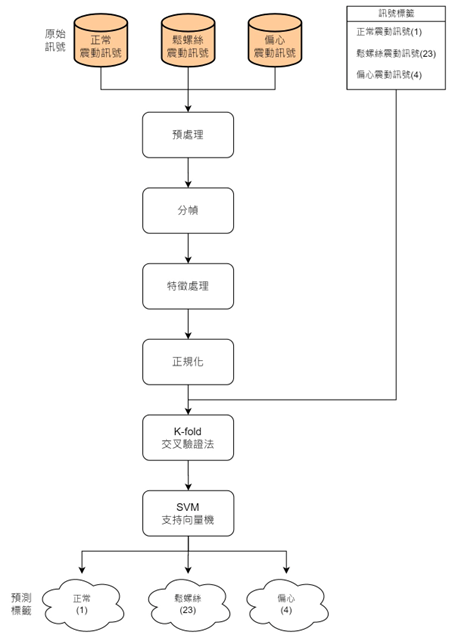 原始
訊號
正常
震動訊號
鬆螺絲
震動訊號
偏心
震動訊號
訊號標籤
正常震動訊號(1)
鬆螺絲震動訊號(23)
偏心震動訊號(4)
預處理
分幀
特徵處理
正規化
K-fold
交叉驗證法
SVM
支持向量機
預測
標籤
正常
(1)
鬆螺絲
(23)
偏心
(4)